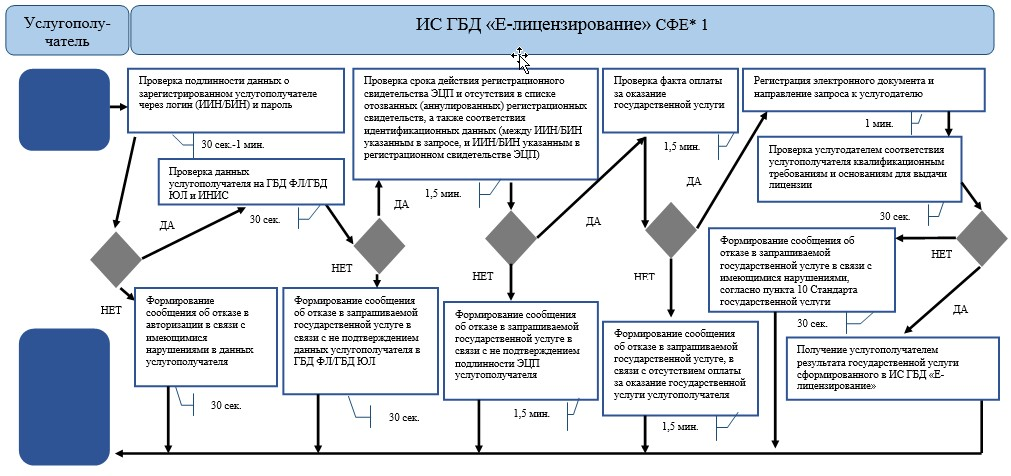 Услугополу-
чатель
ИС ГБД «Е-лицензирование» СФЕ* 1
Проверка подлинности данных о
зарегистрированном услугополучателе
через логин (ИИН/БИН) и пароль
30 сек.-1 мин.
Проверка данных
услугополучателя на ГБД ФЛ/ГБД
ЮЛ и ИНИС
30 сек.
ДА
НЕТ
Формирование
сообщения об отказе в
авторизации в связи с
имеющимися
нарушениями в данных
услугополучателя
30 сек.
Проверка срока действия регистрационного
свидетельства ЭЦП и отсутствия в списке
отозванных (аннулированных) регистрационных
свидетельств, а также соответствия
идентификационных данных (между ИИН/БИН
указанным в запросе, и ИИН/БИН указанным в
регистрационном свидетельстве ЭЦП)
1,5 мин.
ДА
НЕТ
Формирование сообщения
об отказе в запрашиваемой
государственной услуге в
связи с не подтверждением
данных услугополучателя в
ГБД ФЛ/ГБД ЮЛ
30 сек.
Проверка факта оплаты
за оказание
государственной услуги
1,5 мин.
ДА
НЕТ
Формирование сообщения
об отказе в запрашиваемой
государственной услуге в
связи с не подтверждением
подлинности ЭЦП
услугополучателя
1,5 мин.
Регистрация электронного документа и
направление запроса к услугодателю
1 мин.
ДА
НЕТ
Формирование сообщения
об отказе в запрашиваемой
государственной услуге, в
связи с отсутствием оплаты
за оказание государственной
услуги услугополучателя
1,5 мин.
Проверка услугодателем соответствия
услугополучателя квалификационным
требованиям и основаниям для выдачи
лицензии
30 сек.
НЕТ
Формирование сообщения об
отказе в запрашиваемой
государственной услуге в связи с
имеющимися нарушениями,
согласно пункта 10 Стандарта
государственной услуги
30 сек.
ДА
Получение услугополучателем
результата государственной услуги
сформированного в ИС ГБД «Е-
лицензирование»